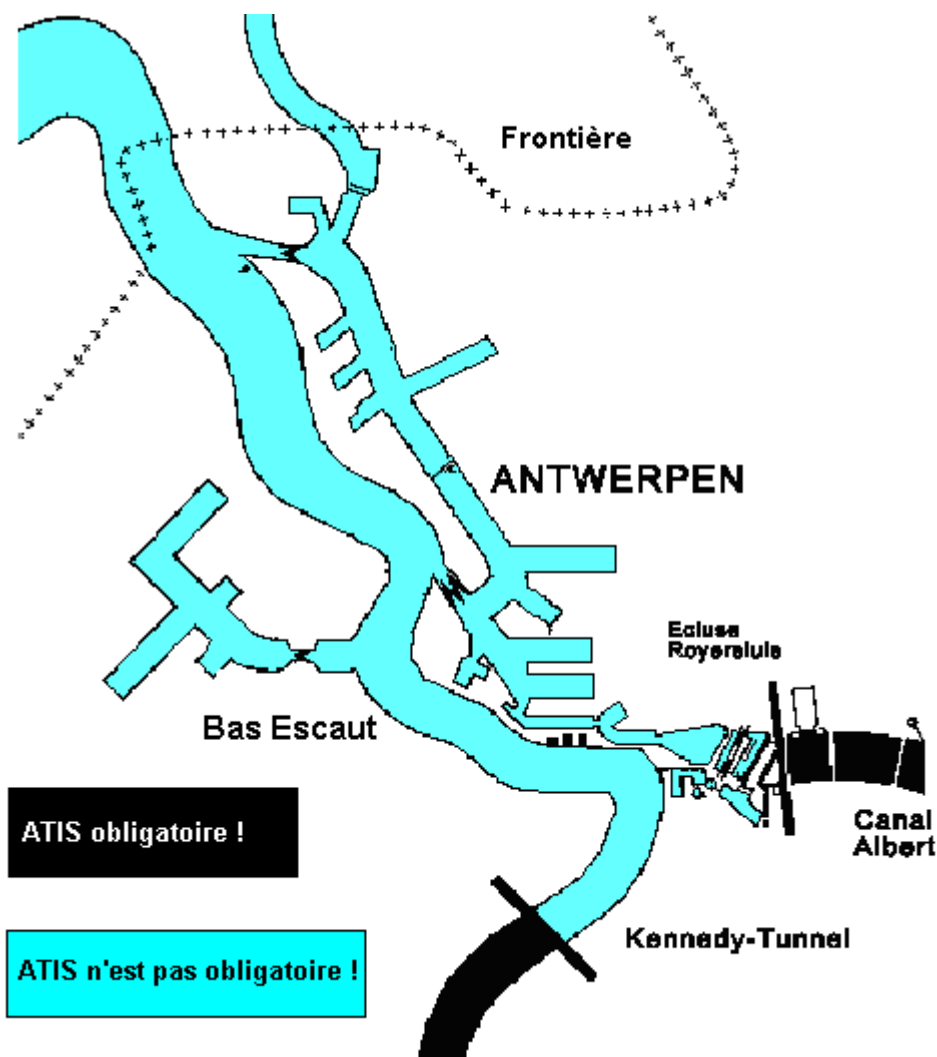 Frontière
ANTWERPEN
Ecluse
Royersluis
Bas Escaut
Canal
Albert
ATIS obligatoire !
Kennedy-Tunnel
ATIS n'est pas obligatoire !